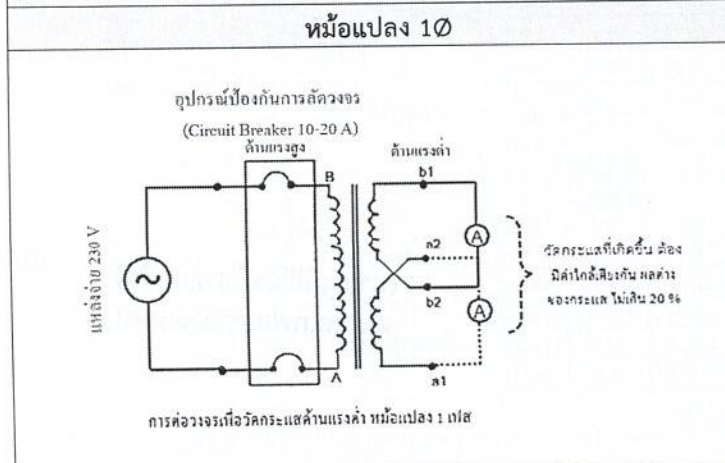 หม้อแปลง 1Ø
อุปกรณ์ป้องกันการลัดวงจร
(Circuit Breaker 10-20 A)
ด้านแรงสูง
ด้านแรงต่ำ
B
b1
A
a2
แหล่งจ่าย 230 V
b2
A
A
a1
วัดกระแสที่เกิดขึ้น ต้อง
มีค่าใกล้เคียงกัน ผลต่าง
ของกระแส ไม่เกิน 20 %
การต่อวงจรเพื่อวัดกระแสด้านแรงต่ำ หม้อแปลง 1 เฟส